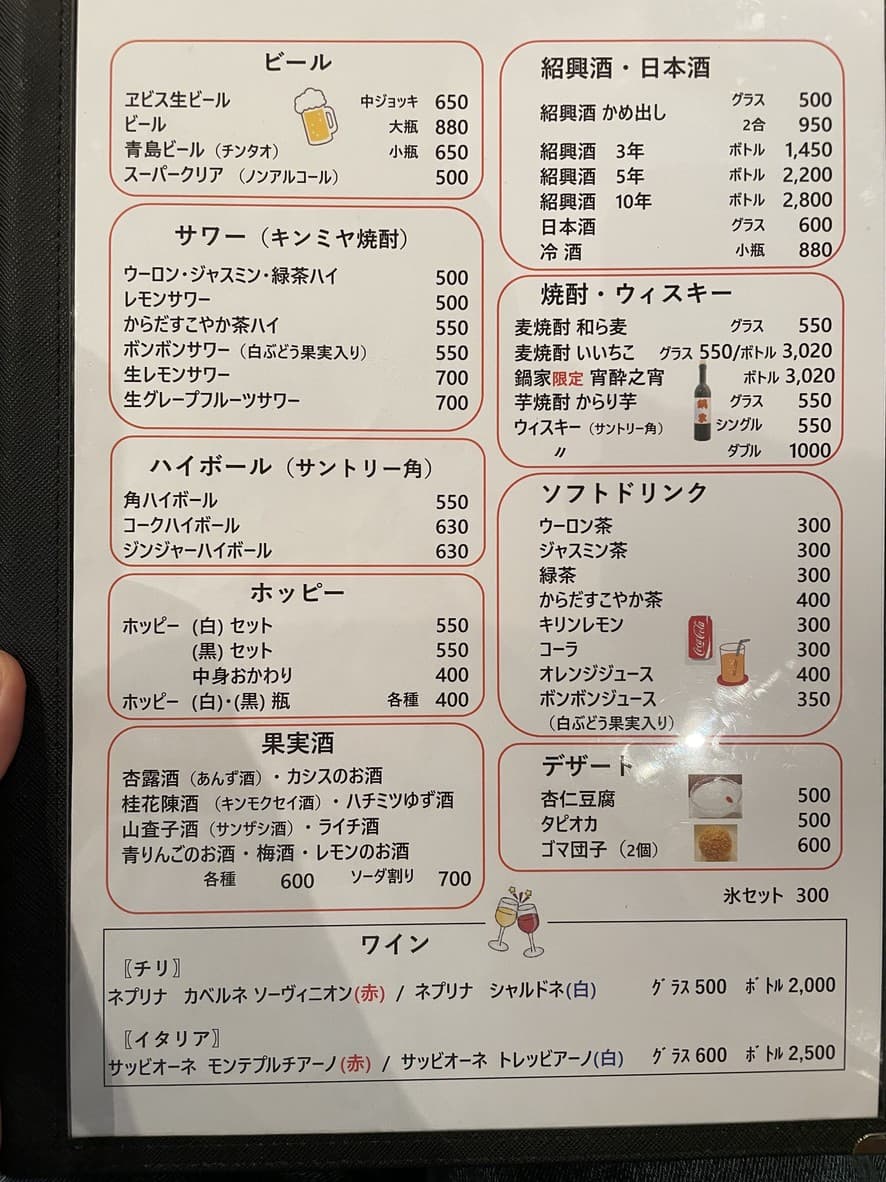 ビール
ヱビス生ビール 中ジョッキ 650
ビール 大瓶 880
青島ビール（チンタオ） 小瓶 650
スーパークリア（ノンアルコール） 500
サワー（キンミヤ焼酎）
ウーロン・ジャスミン・緑茶ハイ 500
レモンサワー 500
からだすこやか茶ハイ 550
ボンボンサワー（白ぶどう果実入り） 550
生レモンサワー 700
生グレープフルーツサワー 700
ハイボール（サントリー角）
角ハイボール 550
コークハイボール 630
ジンジャーハイボール 630
ホッピー
ホッピー (白) セット 550
(黒) セット 550
中身おかわり 400
ホッピー (白)・(黒) 瓶 各種 400
果実酒
杏露酒（あんず酒）・カシスのお酒
桂花陳酒（キンモクセイ酒）・ハチミツゆず酒
山査子酒（サンザシ酒）・ライチ酒
青りんごのお酒・梅酒・レモンのお酒
各種 600 ソーダ割り 700
紹興酒・日本酒
紹興酒 かめ出し グラス 500
2合 950
紹興酒 3年 ボトル 1,450
紹興酒 5年 ボトル 2,200
紹興酒 10年 ボトル 2,800
日本酒 グラス 600
冷 酒 小瓶 880
焼酎・ウィスキー
麦焼酎 和ら麦 グラス 550
麦焼酎 いいちこ グラス 550/ボトル 3,020
鍋家限定 宵酔之宵 ボトル 3,020
芋焼酎 からり芋 グラス 550
ウィスキー（サントリー角） シングル 550
〃 ダブル 1000
鍋家
ソフトドリンク
ウーロン茶 300
ジャスミン茶 300
緑茶 300
からだすこやか茶 400
キリンレモン 300
コーラ 300
オレンジジュース 400
ボンボンジュース 350
（白ぶどう果実入り）
Coca-Cola
デザート
杏仁豆腐 500
タピオカ 500
ゴマ団子（2個） 600
氷セット 300
ワイン
〖チリ〗
ネプリナ カベルネ ソーヴィニオン(赤) / ネプリナ シャルドネ(白) グラス 500 ボトル 2,000
〖イタリア〗
サッビオーネ モンテプルチアーノ(赤) / サッビオーネ トレッビアーノ(白) グラス 600 ボトル 2,500